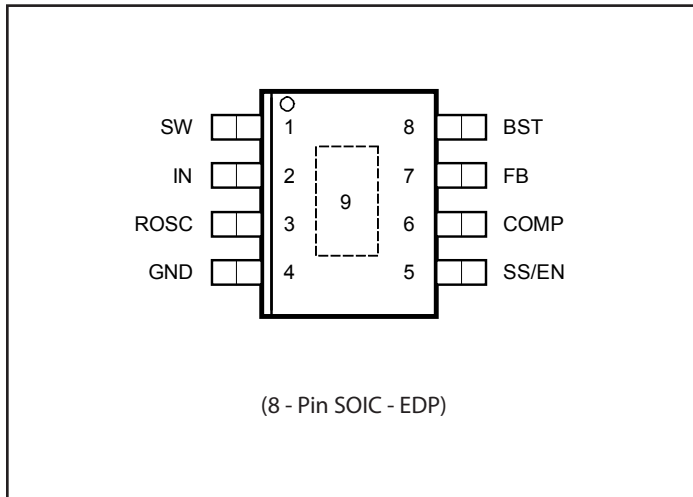 SW 1 8 BST
IN 2 7 FB
9
ROSC 3 6 COMP
GND 4 5 SS/EN
(8 - Pin SOIC - EDP)